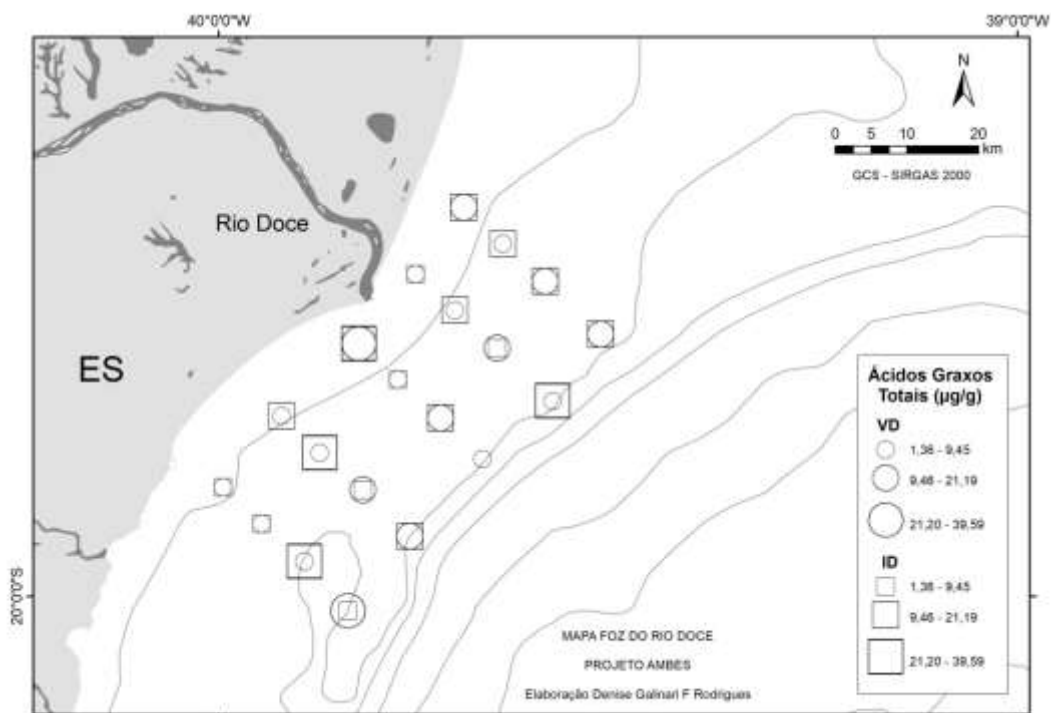 40°0'0"W
39°0'0"W
N
0 5 10 20
km
GCS - SIRGAS 2000
Rio Doce
ES
Ácidos Graxos
Totais (µg/g)
VD
1,36 - 9,45
9,46 - 21,19
21,20 - 39,59
ID
1,36 - 9,45
9,46 - 21,19
21,20 - 39,59
20°0'0"S
MAPA FOZ DO RIO DOCE
PROJETO AMBES
Elaboração Denise Galinari F Rodrigues